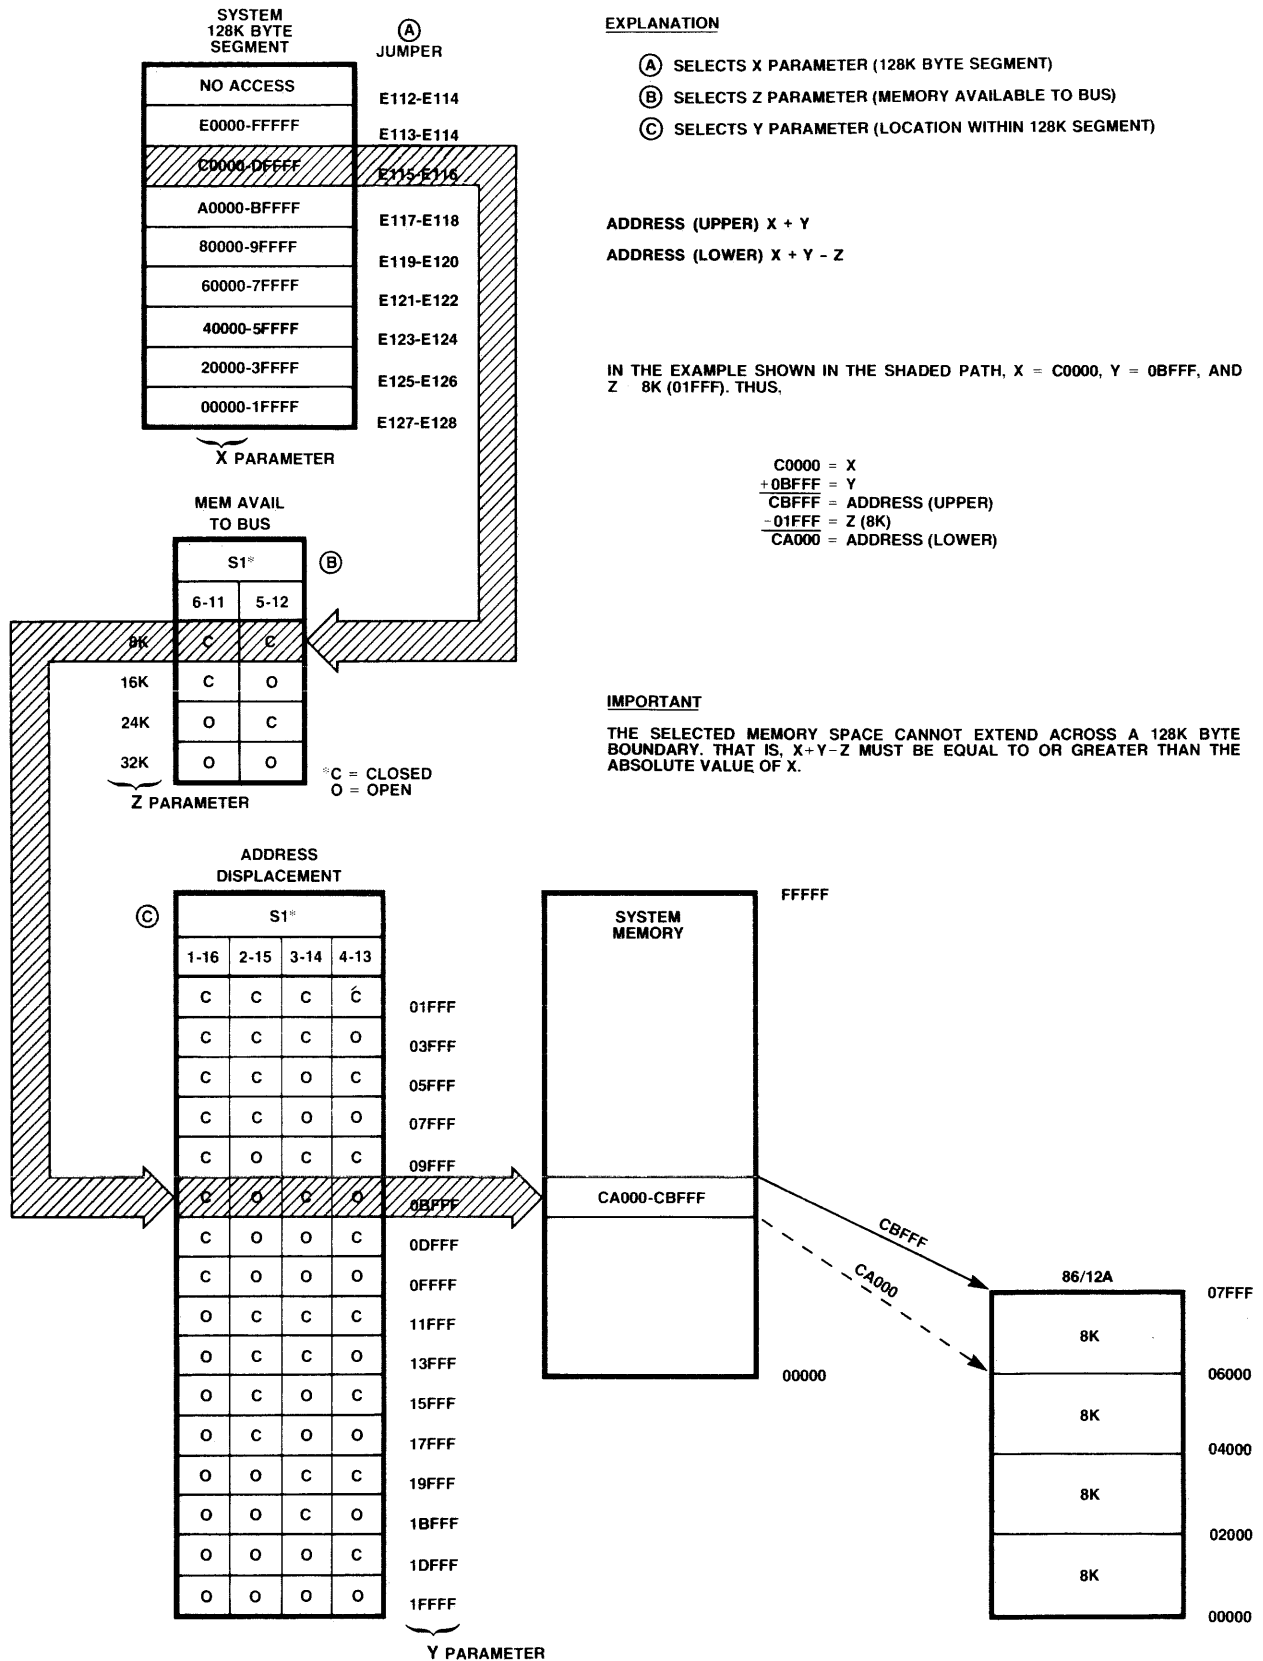 SYSTEM
128K BYTE
SEGMENT
A
JUMPER
NO ACCESS
E112-E114
E0000-FFFFF
E113-E114
C0000-DFFFF
E115-E116
A0000-BFFFF
E117-E118
80000-9FFFF
E119-E120
60000-7FFFF
E121-E122
40000-5FFFF
E123-E124
20000-3FFFF
E125-E126
00000-1FFFF
E127-E128
X PARAMETER
EXPLANATION
A SELECTS X PARAMETER (128K BYTE SEGMENT)
B SELECTS Z PARAMETER (MEMORY AVAILABLE TO BUS)
C SELECTS Y PARAMETER (LOCATION WITHIN 128K SEGMENT)
ADDRESS (UPPER) X + Y
ADDRESS (LOWER) X + Y - Z
IN THE EXAMPLE SHOWN IN THE SHADED PATH, X = C0000, Y = 0BFFF, AND
Z 8K (01FFF). THUS,
C0000 = X
+0BFFF = Y
CBFFF = ADDRESS (UPPER)
-01FFF = Z (8K)
CA000 = ADDRESS (LOWER)
MEM AVAIL
TO BUS
S1*
B
6-11 5-12
8K C C
16K C O
24K O C
32K O O
*C = CLOSED
O = OPEN
Z PARAMETER
IMPORTANT
THE SELECTED MEMORY SPACE CANNOT EXTEND ACROSS A 128K BYTE
BOUNDARY. THAT IS, X+Y-Z MUST BE EQUAL TO OR GREATER THAN THE
ABSOLUTE VALUE OF X.
ADDRESS
DISPLACEMENT
C
S1*
1-16 2-15 3-14 4-13
C C C C 01FFF
C C C O 03FFF
C C O C 05FFF
C C O O 07FFF
C O C C 09FFF
C O C O 0BFFF
C O O C 0DFFF
C O O O 0FFFF
O C C C 11FFF
O C C O 13FFF
O C O C 15FFF
O C O O 17FFF
O O C C 19FFF
O O C O 1BFFF
O O O C 1DFFF
O O O O 1FFFF
Y PARAMETER
FFFFF
SYSTEM
MEMORY
CA000-CBFFF
00000
CBFFF
CA000
86/12A
07FFF
8K
06000
8K
04000
8K
02000
8K
00000